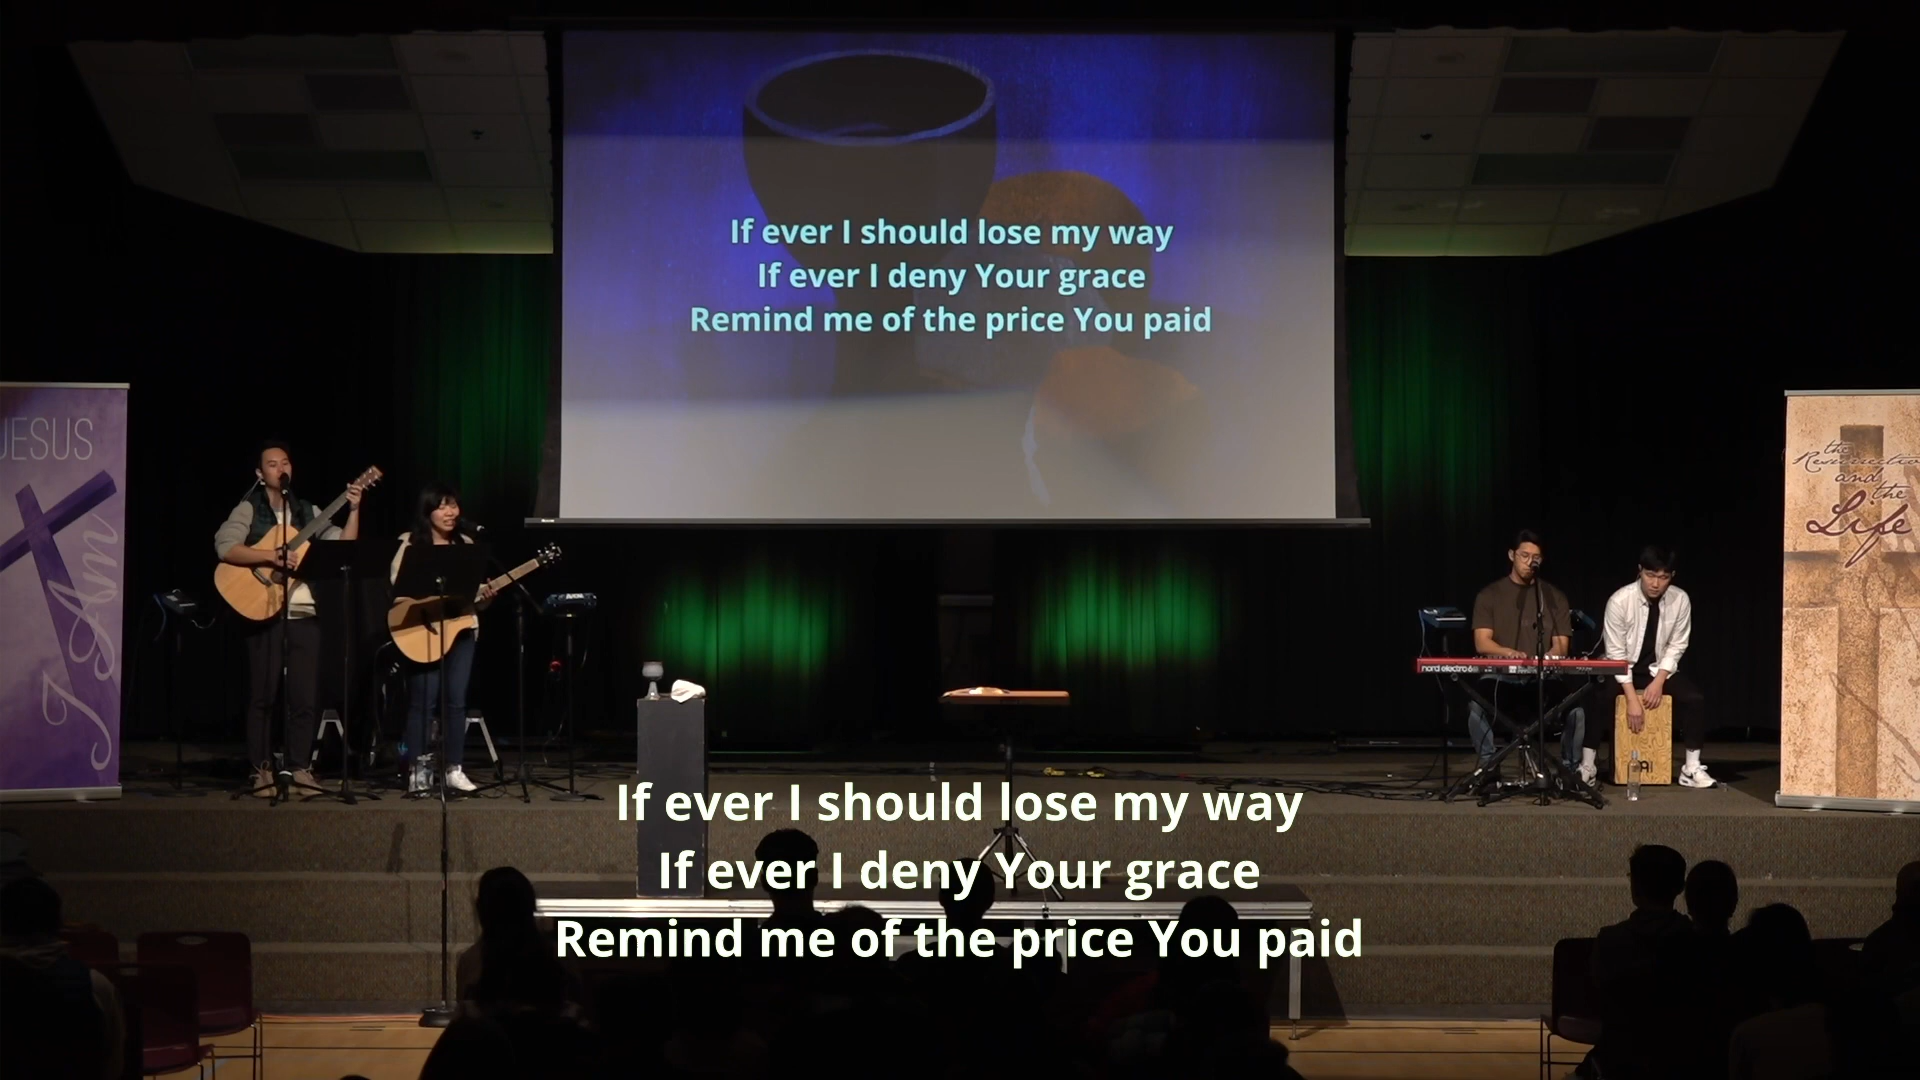 If ever I should lose my way
If ever I deny Your grace
Remind me of the price You paid
JESUS
I Am
the
Resurrection
and the
Life
nord electro 6
If ever I should lose my way
If ever I deny Your grace
Remind me of the price You paid